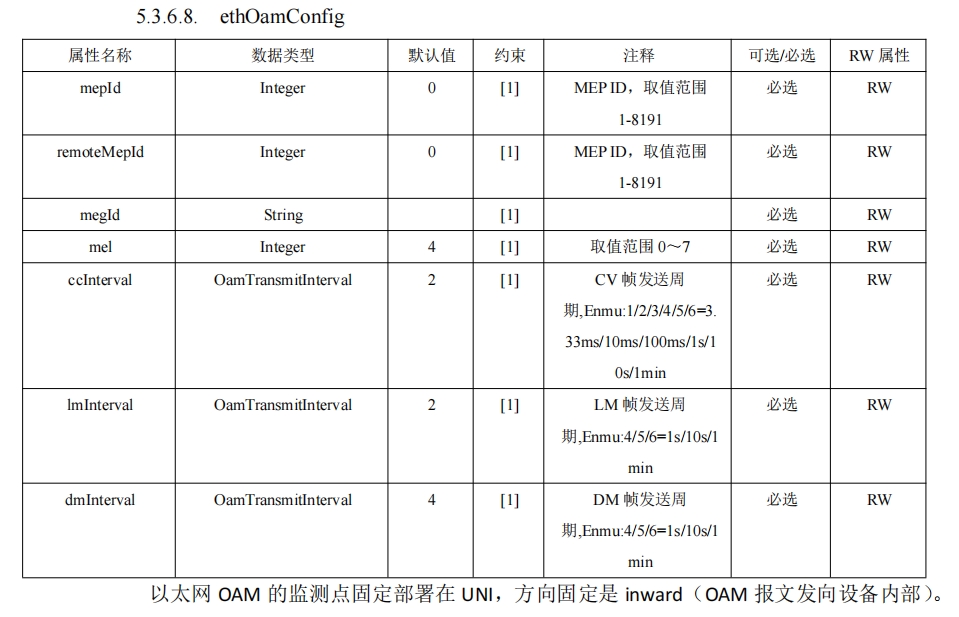 5.3.6.8. ethOamConfig
属性名称 数据类型 默认值 约束 注释 可选/必选 RW 属性
mepId Integer 0 [1] MEP ID，取值范围 必选 RW
1-8191
remoteMepId Integer 0 [1] MEP ID，取值范围 必选 RW
1-8191
megId String [1] 必选 RW
mel Integer 4 [1] 取值范围 0～7 必选 RW
ccInterval OamTransmitInterval 2 [1] CV 帧发送周 必选 RW
期,Enmu:1/2/3/4/5/6=3.
33ms/10ms/100ms/1s/1
0s/1min
lmInterval OamTransmitInterval 2 [1] LM 帧发送周 必选 RW
期,Enmu:4/5/6=1s/10s/1
min
dmInterval OamTransmitInterval 4 [1] DM 帧发送周 必选 RW
期,Enmu:4/5/6=1s/10s/1
min
以太网 OAM 的监测点固定部署在 UNI，方向固定是 inward（OAM 报文发向设备内部）。